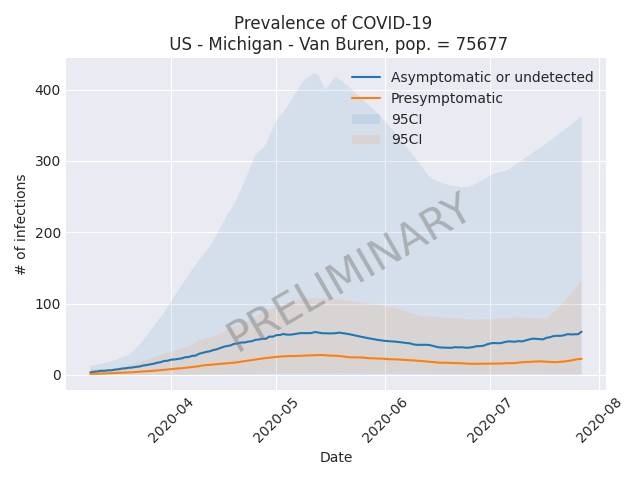 Prevalence of COVID-19
US - Michigan - Van Buren, pop. = 75677
Asymptomatic or undetected
Presymptomatic
95CI
95CI
PRELIMINARY
# of infections
400
300
200
100
0
2020-04
2020-05
2020-06
2020-07
2020-08
Date